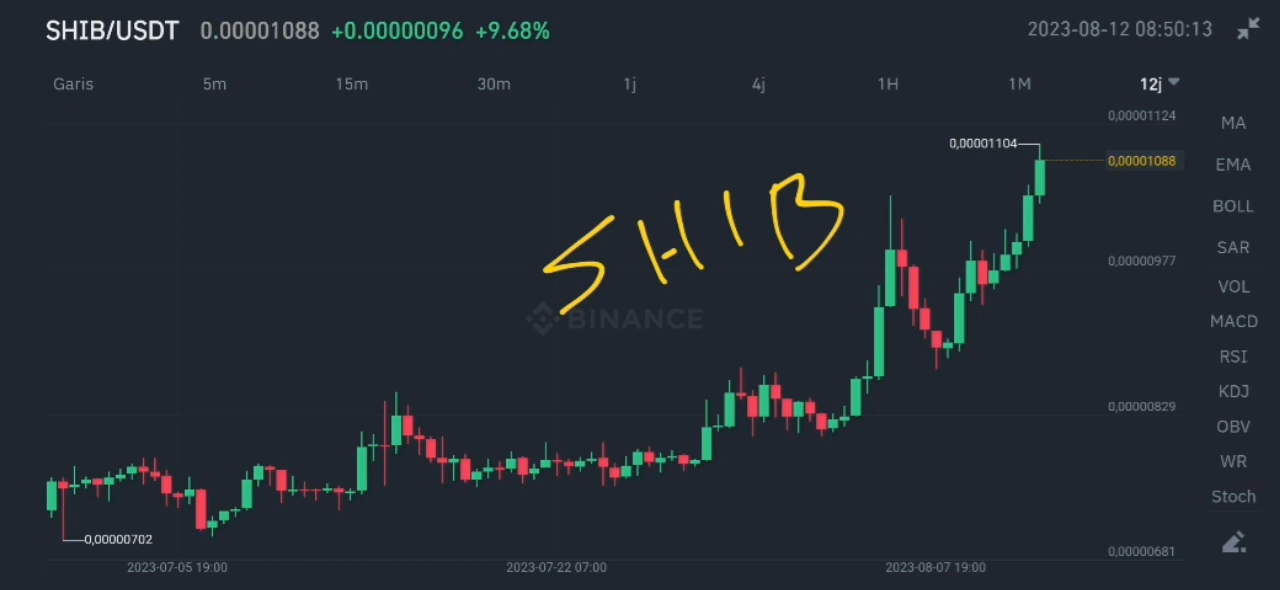 SHIB/USDT 0.00001088 +0.00000096 +9.68% 2023-08-12 08:50:13
Garis 5m 15m 30m 1j 4j 1H 1M 12j
0,00001124
MA
0,00001104
0,00001088
EMA
SHIB
BOLL
SAR
0,00000977
VOL
BINANCE
MACD
RSI
KDJ
0,00000829
OBV
WR
Stoch
0,00000702
0,00000681
2023-07-05 19:00 2023-07-22 07:00 2023-08-07 19:00